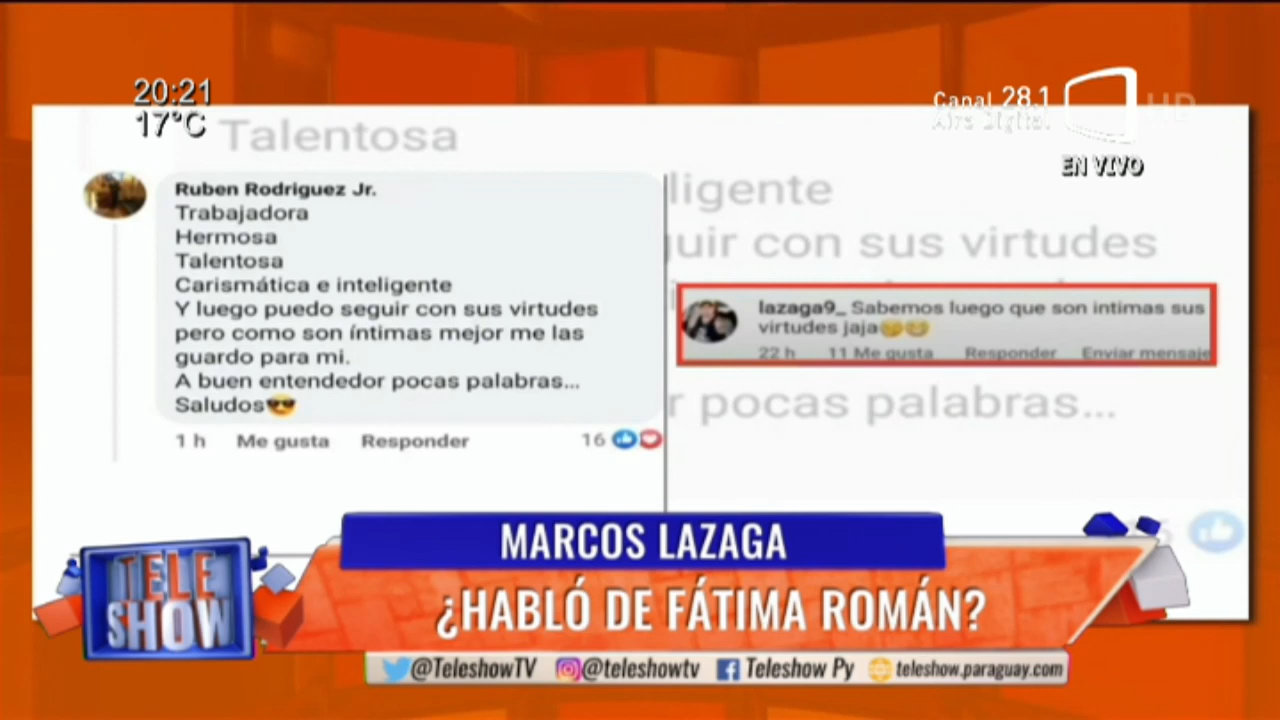 20:21
17°C
Canal 28.1
Aire Digital
HD
EN VIVO
Talentosa
Ruben Rodriguez Jr.
Trabajadora
Hermosa
Talentosa
Carismática e inteligente
Y luego puedo seguir con sus virtudes
pero como son íntimas mejor me las
guardo para mi.
A buen entendedor pocas palabras...
Saludos😎
1 h Me gusta Responder 16
ligente
guir con sus virtudes
lazaga9_ Sabemos luego que son intimas sus
virtudes jaja
22 h 11 Me gusta Responder Enviar mensaje
r pocas palabras...
MARCOS LAZAGA
¿HABLÓ DE FÁTIMA ROMÁN?
TELE
SHOW
@TeleshowTV @teleshowtv Teleshow Py teleshow.paraguay.com